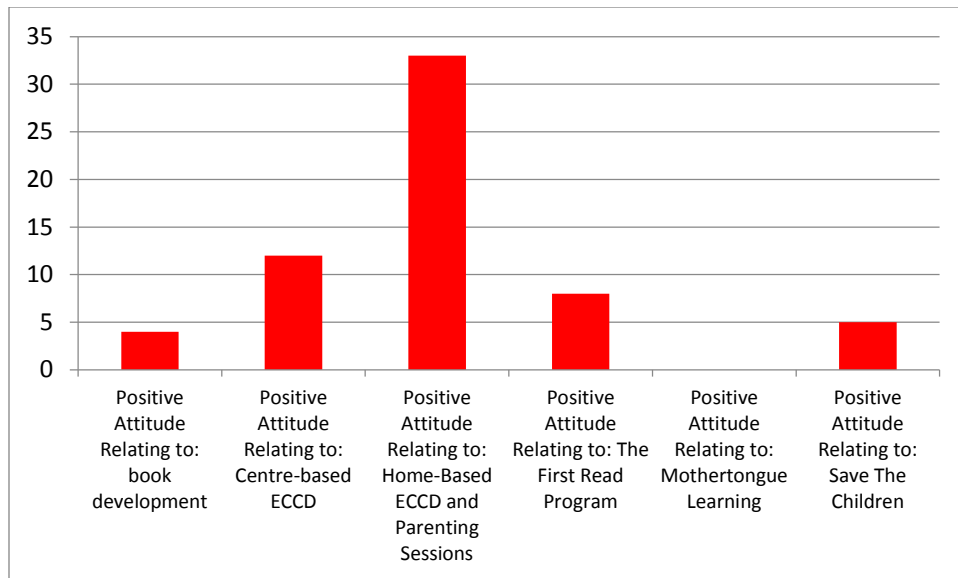 35
30
25
20
15
10
5
0
Positive
Attitude
Relating to:
book
development
Positive
Attitude
Relating to:
Centre-based
ECCD
Positive
Attitude
Relating to:
Home-Based
ECCD and
Parenting
Sessions
Positive
Attitude
Relating to: The
First Read
Program
Positive
Attitude
Relating to:
Mothertongue
Learning
Positive
Attitude
Relating to:
Save The
Children